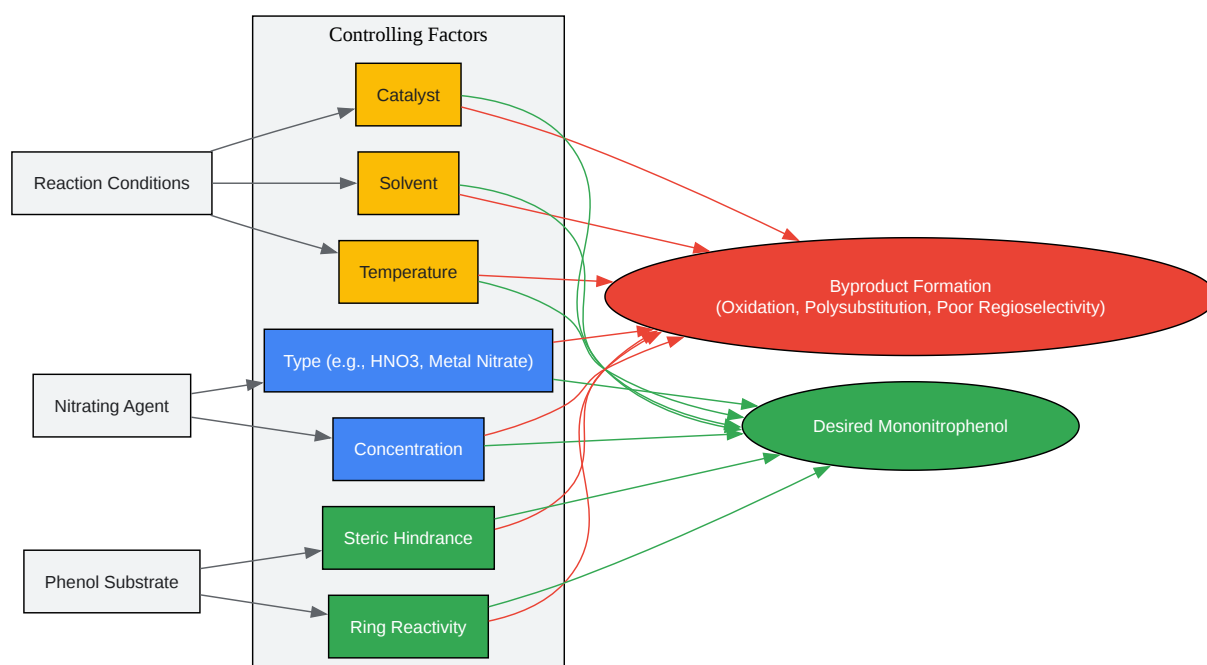 Controlling Factors
Catalyst
Reaction Conditions
Solvent
Temperature
Byproduct Formation
(Oxidation, Polysubstitution, Poor Regioselectivity)
Type (e.g., HNO3, Metal Nitrate)
Nitrating Agent
Desired Mononitrophenol
Concentration
Steric Hindrance
Phenol Substrate
Ring Reactivity